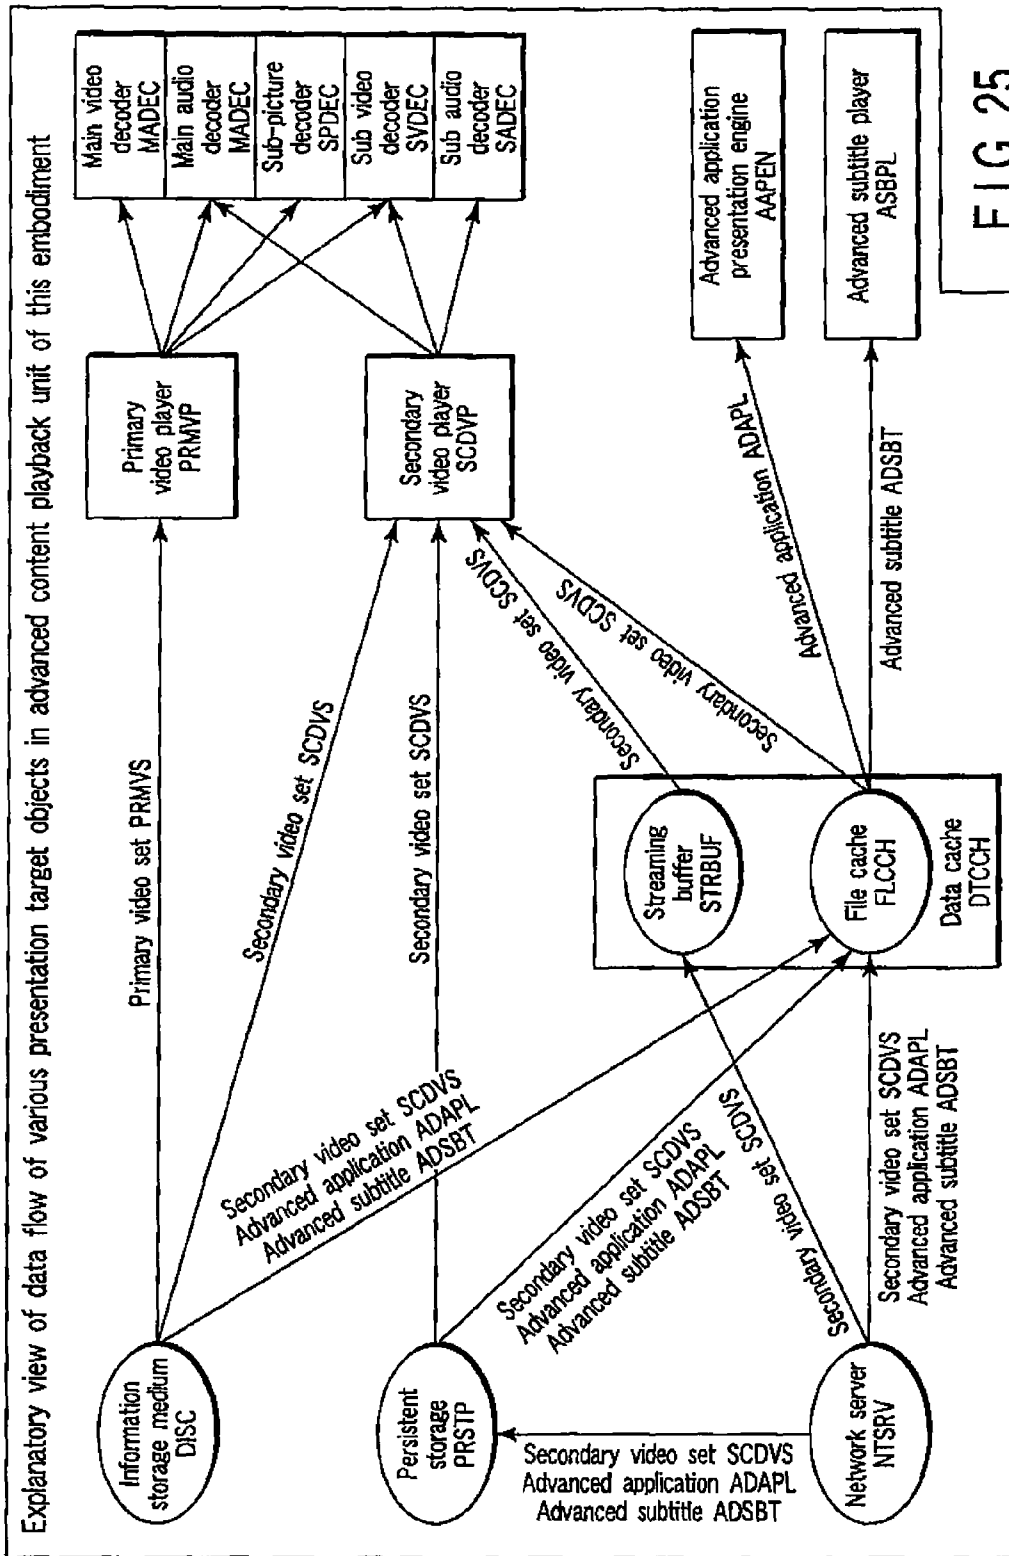 Explanatory view of data flow of various presentation target objects in advanced content playback unit of this embodiment
Information
storage medium
DISC
Persistent
storage
PRSTP
Network server
NTSRV
Primary video set PRMVS
Secondary video set SCDVS
Secondary video set SCDVS
Advanced application ADAPL
Advanced subtitle ADSBT
Secondary video set SCDVS
Secondary video set SCDVS
Advanced application ADAPL
Advanced subtitle ADSBT
Secondary video set SCDVS
Advanced application ADAPL
Advanced subtitle ADSBT
Secondary video set SCDVS
Secondary video set SCDVS
Advanced application ADAPL
Advanced subtitle ADSBT
Streaming
buffer
STRBUF
File cache
FLCCH
Data cache
DTCCH
Secondary video set SCDVS
Secondary video set SCDVS
Advanced application ADAPL
Advanced subtitle ADSBT
Primary
video player
PRMVP
Secondary
video player
SCDVP
Main video
decoder
MADEC
Main audio
decoder
MADEC
Sub-picture
decoder
SPDEC
Sub video
decoder
SVDEC
Sub audio
decoder
SADEC
Advanced application
presentation engine
AAPEN
Advanced subtitle player
ASBPL
FIG. 25